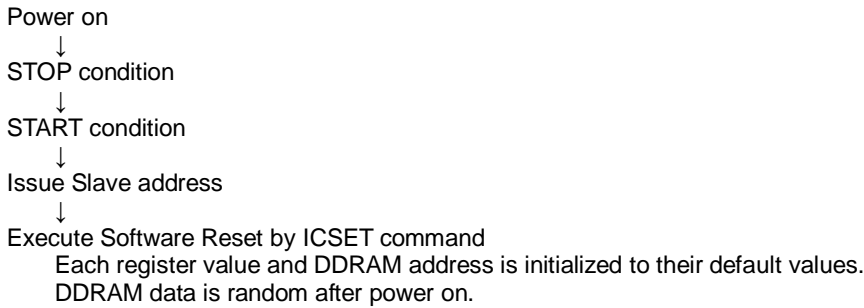 Power on
↓
STOP condition
↓
START condition
↓
Issue Slave address
↓
Execute Software Reset by ICSET command
Each register value and DDRAM address is initialized to their default values.
DDRAM data is random after power on.